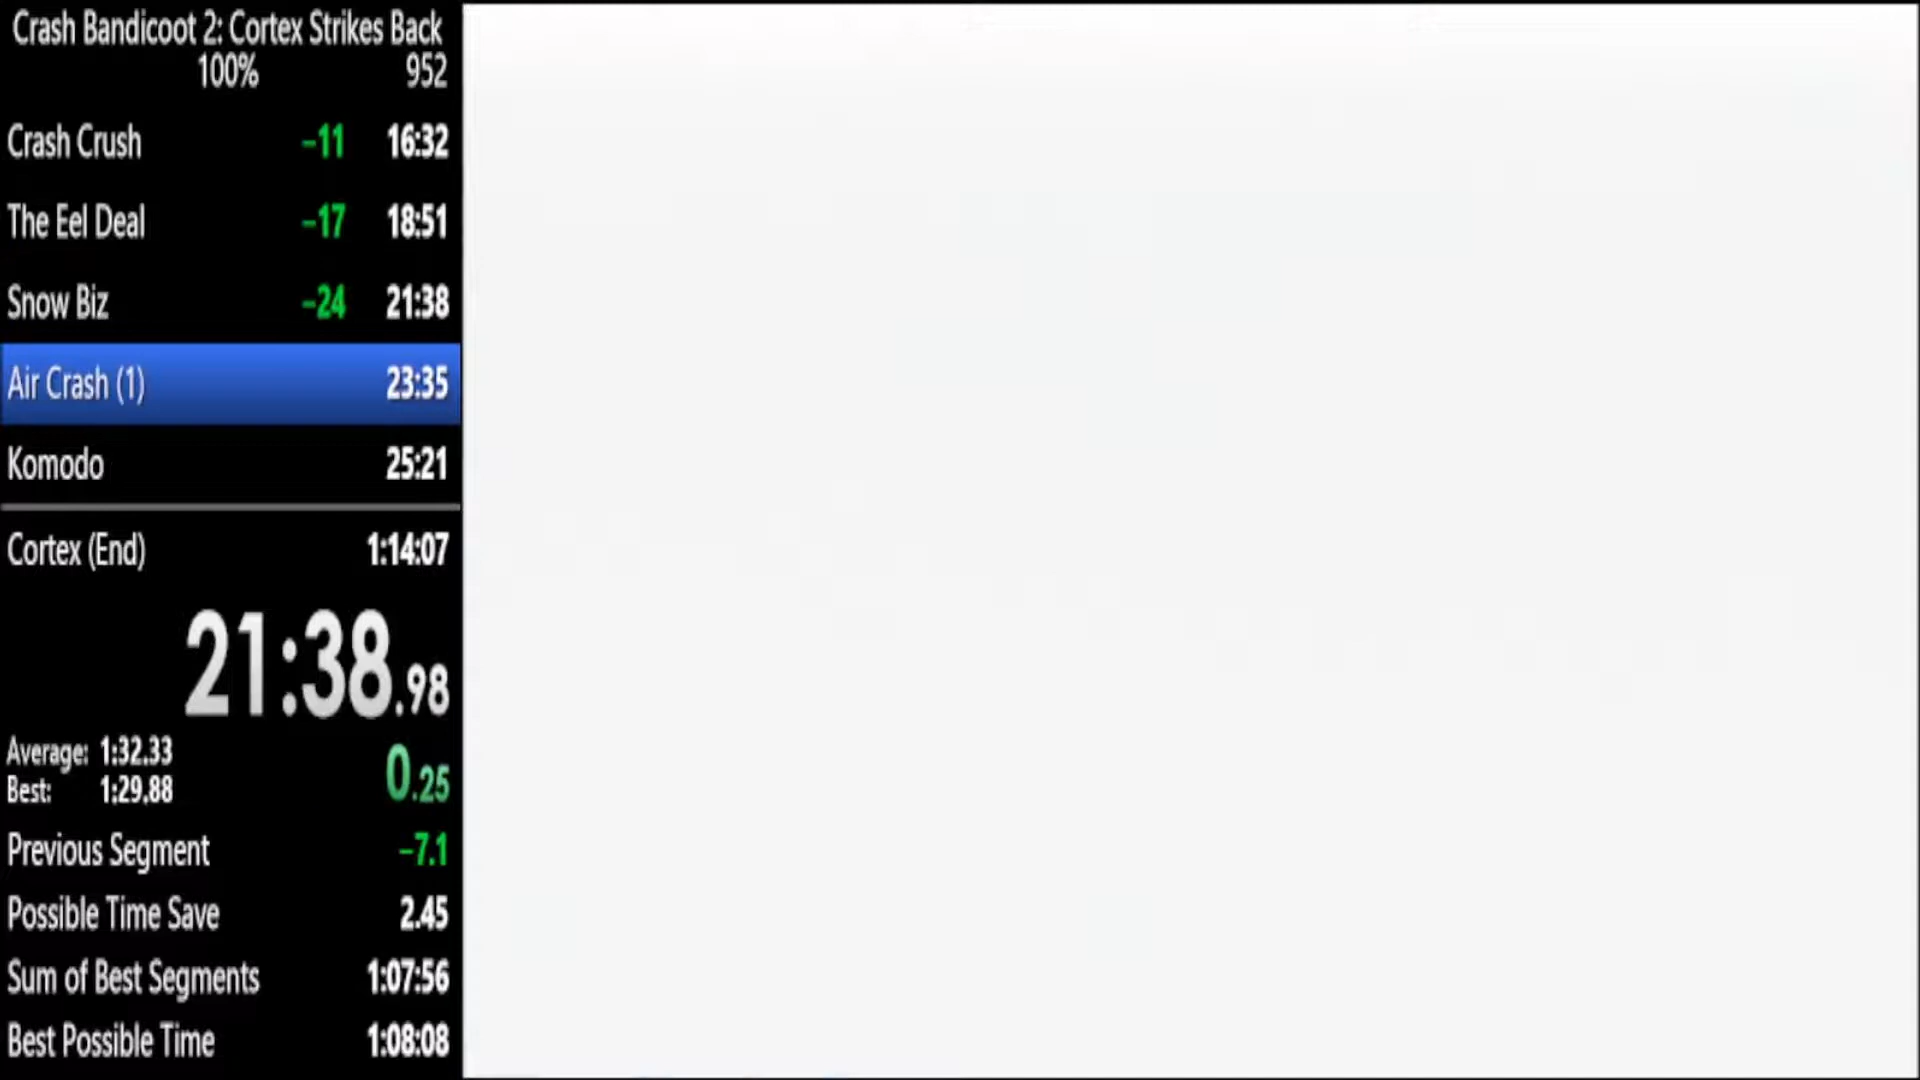 Crash Bandicoot 2: Cortex Strikes Back
100% 952
Crash Crush -11 16:32
The Eel Deal -17 18:51
Snow Biz -24 21:38
Air Crash (1) 23:35
Komodo 25:21
Cortex (End) 1:14:07
21:38.98
Average: 1:32.33
Best: 1:29.88
0.25
Previous Segment -7.1
Possible Time Save 2.45
Sum of Best Segments 1:07:56
Best Possible Time 1:08:08